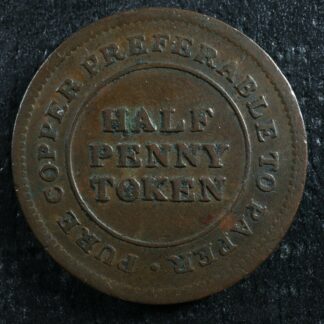 PURE COPPER PREFERABLE TO PAPER ·
HALF
PENNY
TOKEN